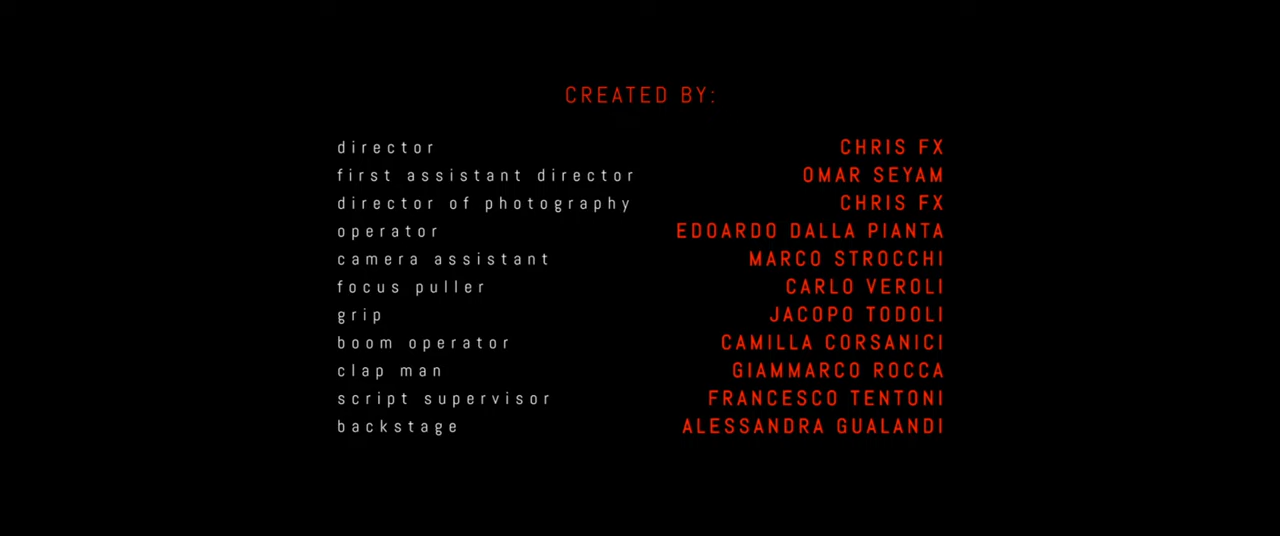 CREATED BY:
director CHRIS FX
first assistant director OMAR SEYAM
director of photography CHRIS FX
operator EDOARDO DALLA PIANTA
camera assistant MARCO STROCCHI
focus puller CARLO VEROLI
grip JACOPO TODOLI
boom operator CAMILLA CORSANICI
clap man GIAMMARCO ROCCA
script supervisor FRANCESCO TENTONI
backstage ALESSANDRA GUALANDI